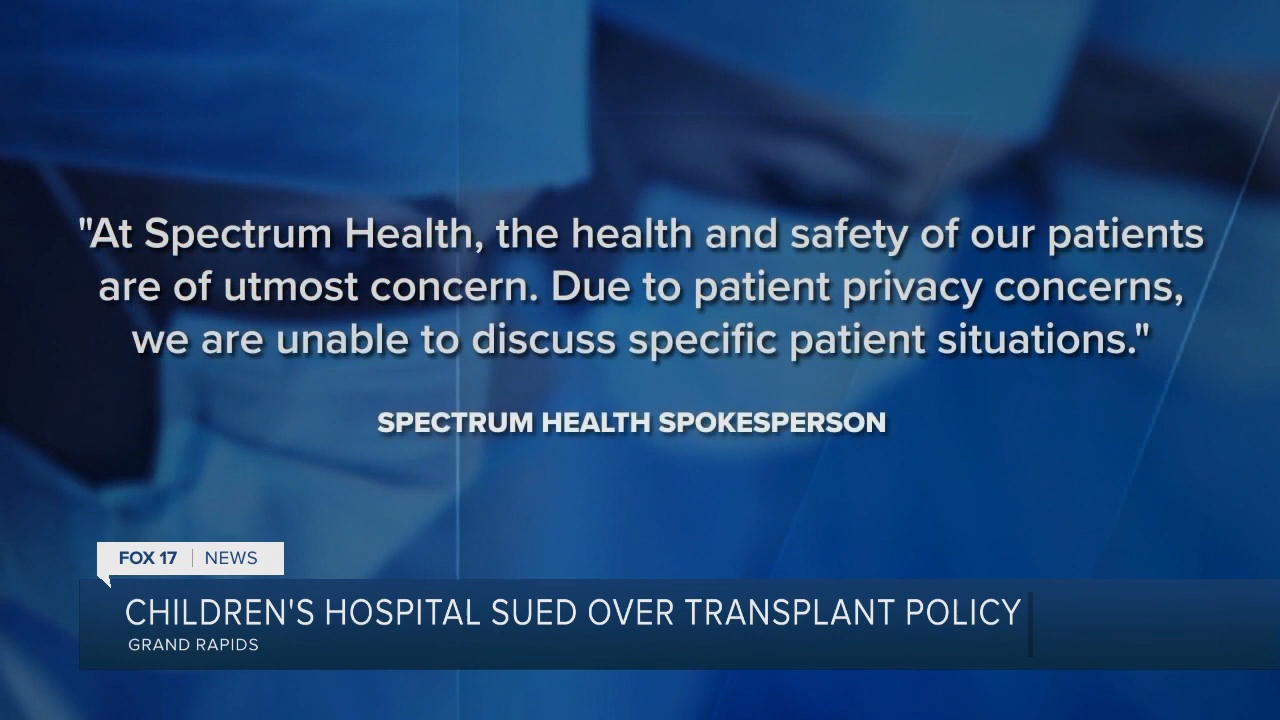 "At Spectrum Health, the health and safety of our patients
are of utmost concern. Due to patient privacy concerns,
we are unable to discuss specific patient situations."
SPECTRUM HEALTH SPOKESPERSON
FOX 17 | NEWS
CHILDREN'S HOSPITAL SUED OVER TRANSPLANT POLICY
GRAND RAPIDS